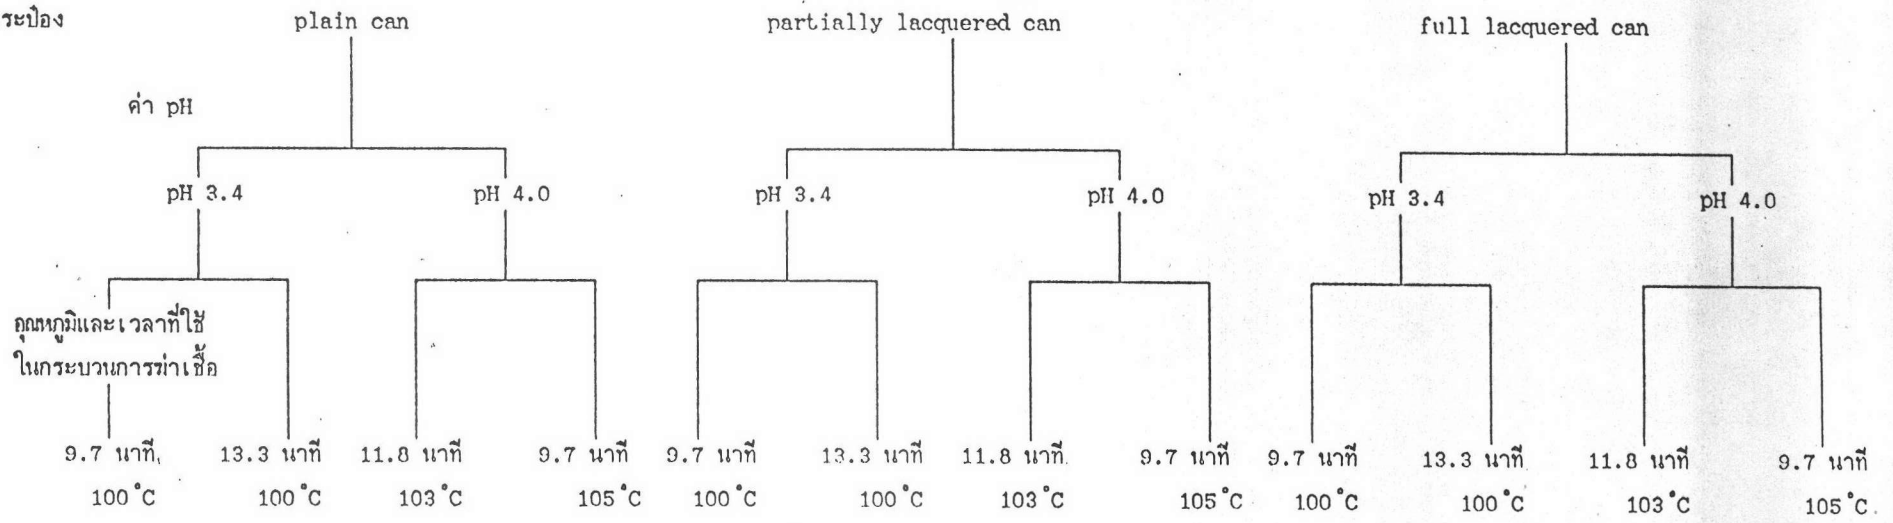 ระป๋อง plain can partially lacquered can full lacquered can
ค่า pH
pH 3.4 pH 4.0 pH 3.4 pH 4.0 pH 3.4 pH 4.0
อุณหภูมิและเวลาที่ใช้
ในกระบวนการฆ่าเชื้อ
9.7 นาที 13.3 นาที 11.8 นาที 9.7 นาที 9.7 นาที 13.3 นาที 11.8 นาที 9.7 นาที 9.7 นาที 13.3 นาที 11.8 นาที 9.7 นาที
100°C 100°C 103°C 105°C 100°C 100°C 103°C 105°C 100°C 100°C 103°C 105°C